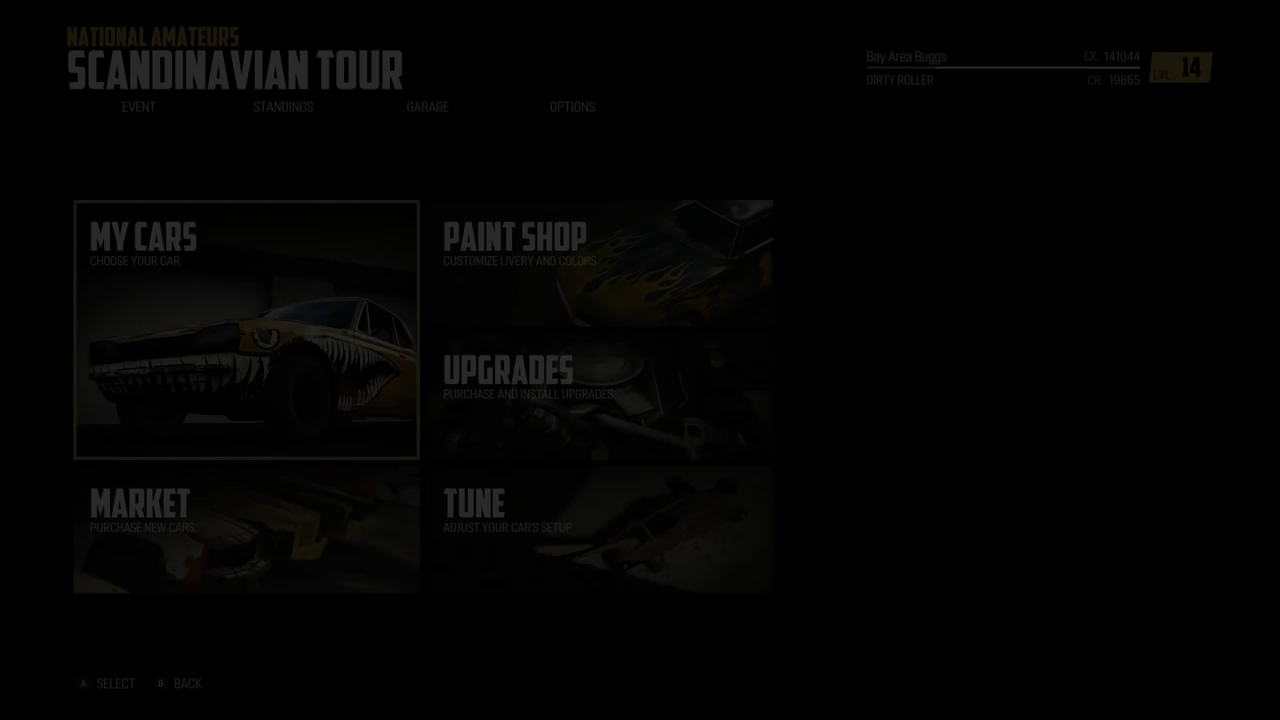 NATIONAL AMATEURS
SCANDINAVIAN TOUR
Bay Area Buggs EX. 141044
DIRTY ROLLER CR. 19865
LVL 14
EVENT STANDINGS GARAGE OPTIONS
MY CARS
CHOOSE YOUR CAR
PAINT SHOP
CUSTOMIZE LIVERY AND COLORS
UPGRADES
PURCHASE AND INSTALL UPGRADES
MARKET
PURCHASE NEW CARS
TUNE
ADJUST YOUR CAR'S SETUP
A SELECT B BACK